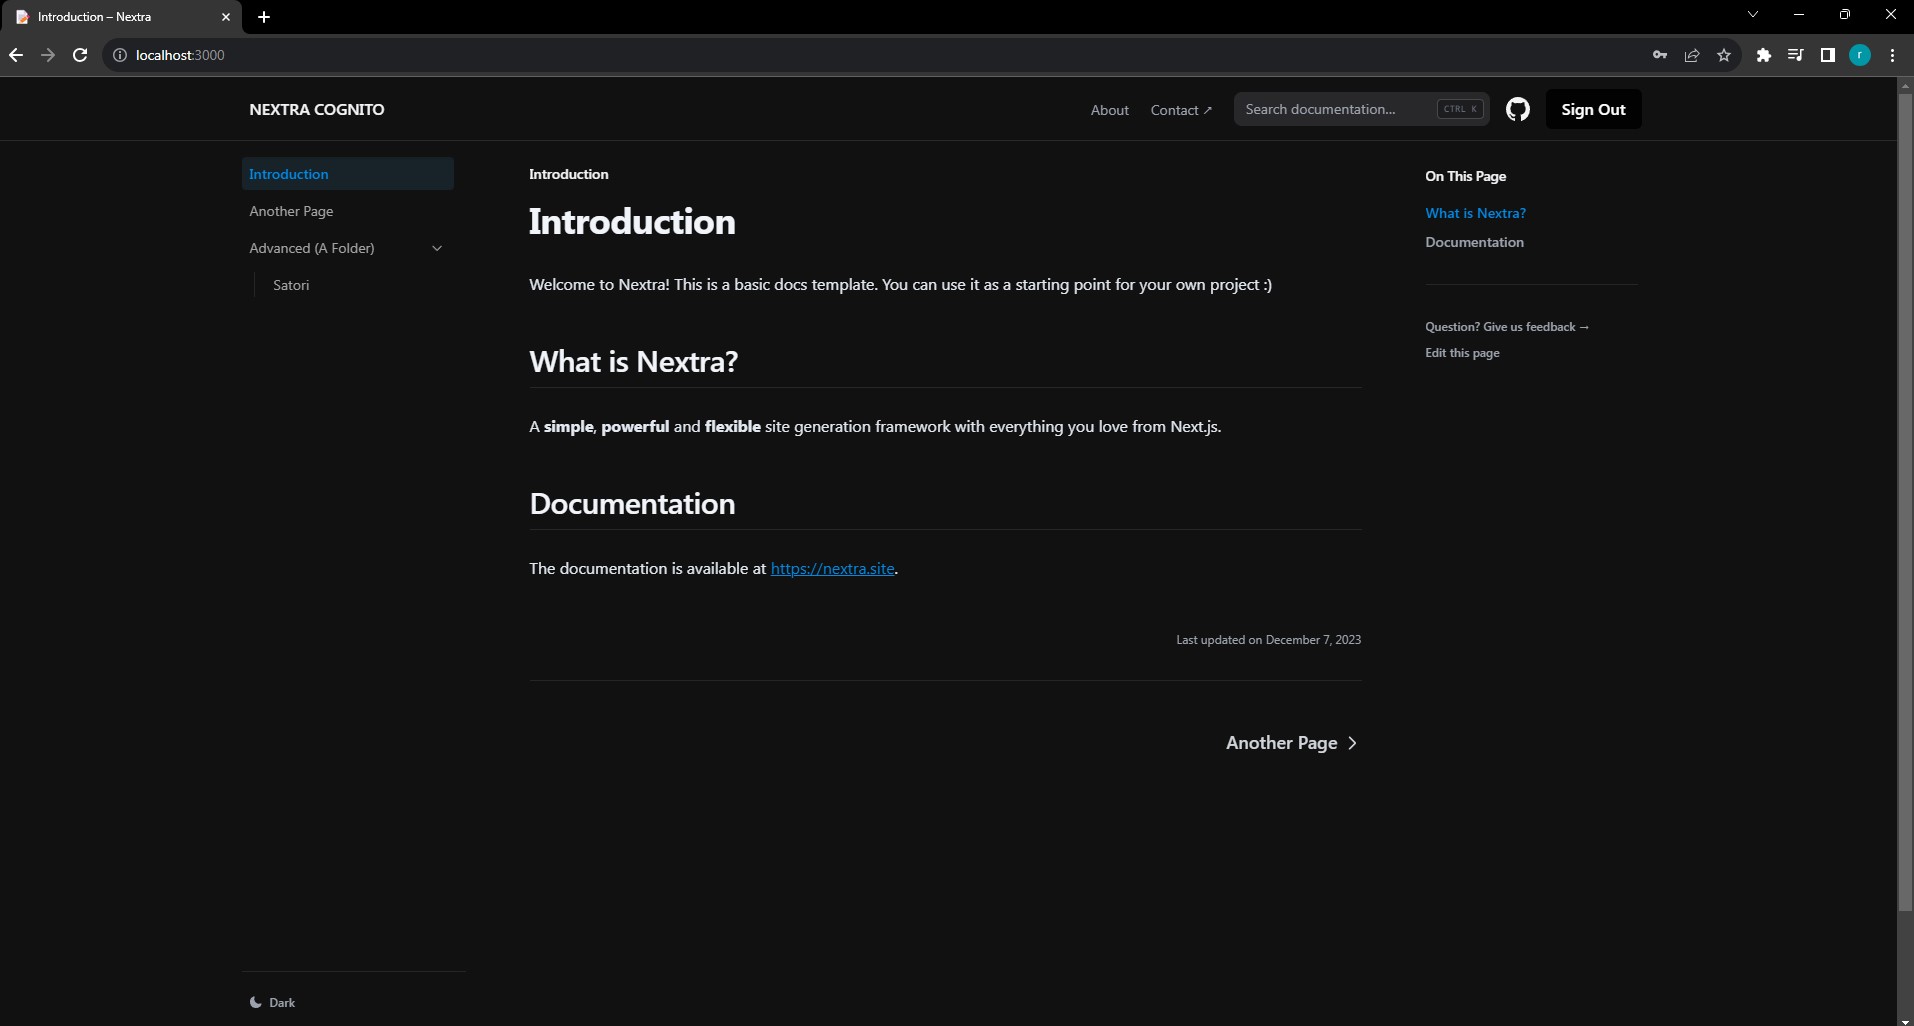 Introduction – Nextra
localhost:3000
r
NEXTRA COGNITO
About
Contact ↗
Search documentation...
CTRL K
Sign Out
Introduction
Another Page
Advanced (A Folder)
Satori
Introduction
Introduction
Welcome to Nextra! This is a basic docs template. You can use it as a starting point for your own project :)
What is Nextra?
A simple, powerful and flexible site generation framework with everything you love from Next.js.
Documentation
The documentation is available at https://nextra.site.
Last updated on December 7, 2023
Another Page
On This Page
What is Nextra?
Documentation
Question? Give us feedback →
Edit this page
Dark